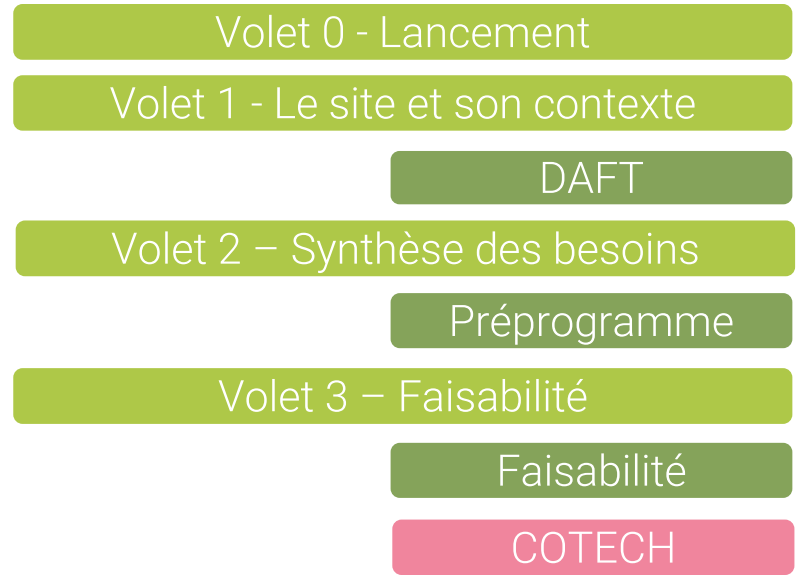 Volet 0 - Lancement
Volet 1 - Le site et son contexte
DAFT
Volet 2 – Synthèse des besoins
Préprogramme
Volet 3 – Faisabilité
Faisabilité
COTECH